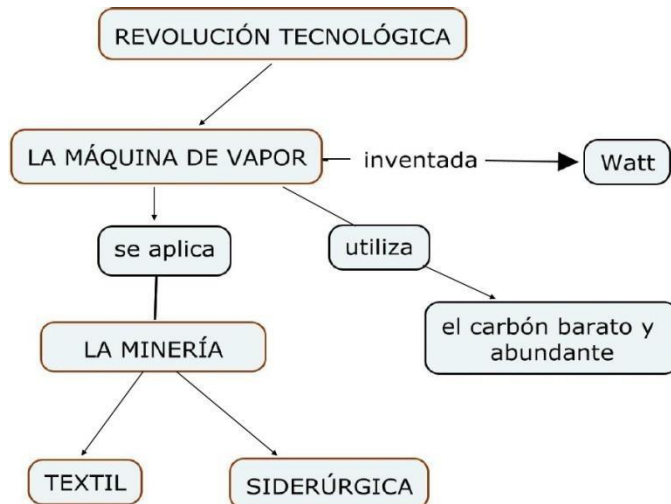 REVOLUCIÓN TECNOLÓGICA
LA MÁQUINA DE VAPOR
inventada
Watt
se aplica
utiliza
el carbón barato y
abundante
LA MINERÍA
TEXTIL
SIDERÚRGICA